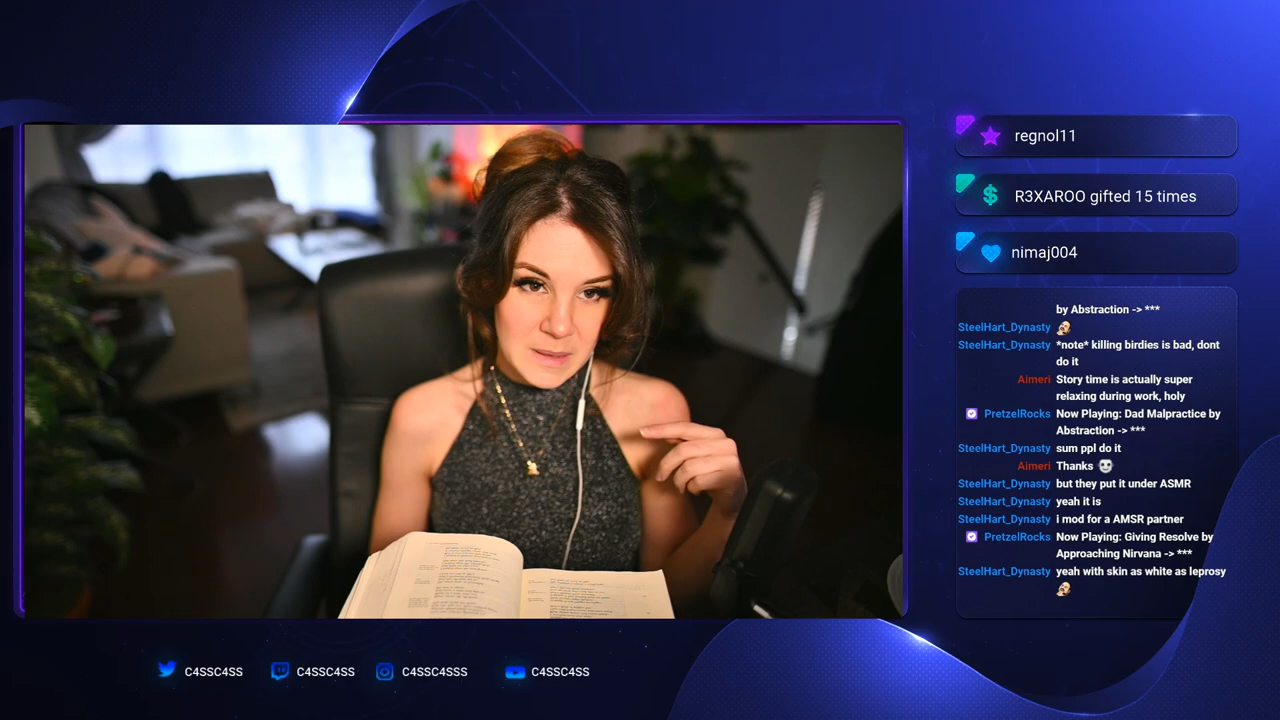 regnol11
R3XAROO gifted 15 times
nimaj004
by Abstraction -> ***
SteelHart_Dynasty
SteelHart_Dynasty *note* killing birdies is bad, dont
do it
Aimeri Story time is actually super
relaxing during work, holy
PretzelRocks Now Playing: Dad Malpractice by
Abstraction -> ***
SteelHart_Dynasty sum ppl do it
Aimeri Thanks
SteelHart_Dynasty but they put it under ASMR
SteelHart_Dynasty yeah it is
SteelHart_Dynasty i mod for a AMSR partner
PretzelRocks Now Playing: Giving Resolve by
Approaching Nirvana -> ***
SteelHart_Dynasty yeah with skin as white as leprosy
C4SSC4SS C4SSC4SS C4SSC4SSS C4SSC4SS